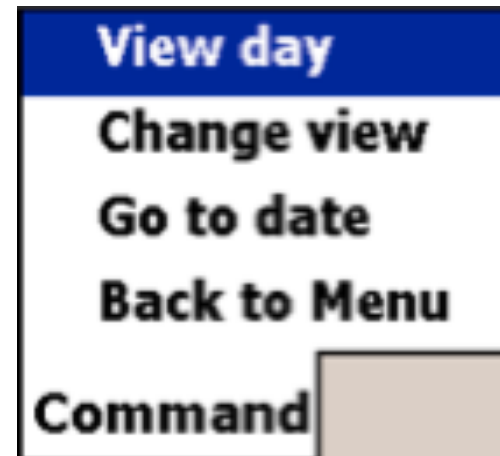 View day
Change view
Go to date
Back to Menu
Command